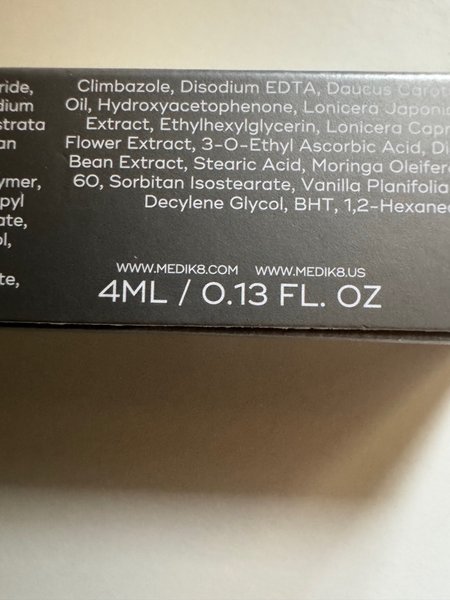 ride,
dium
strata
an
ymer,
pyl
ate,
ol,
te,
Climbazole, Disodium EDTA, Daucus Carot
Oil, Hydroxyacetophenone, Lonicera Japonic
Extract, Ethylhexylglycerin, Lonicera Capr
Flower Extract, 3-O-Ethyl Ascorbic Acid, Di
Bean Extract, Stearic Acid, Moringa Oleifer
60, Sorbitan Isostearate, Vanilla Planifolia
Decylene Glycol, BHT, 1,2-Hexaned
WWW.MEDIK8.COM WWW.MEDIK8.US
4ML / 0.13 FL. OZ